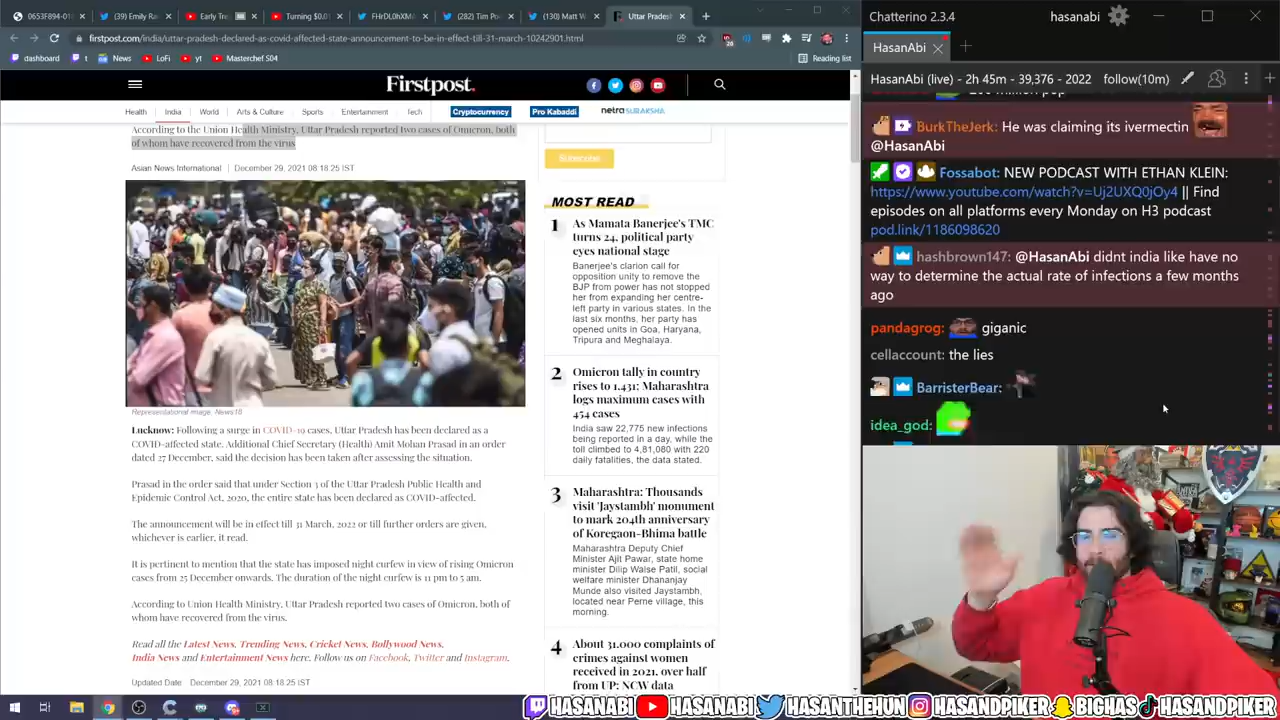 0653F894-01
(39) Emily Ra
Early Tre
Turning $0.01
FHrDL0hXMA
(282) Tim Poo
(130) Matt W
Uttar Pradesh
firstpost.com/india/uttar-pradesh-declared-as-covid-affected-state-announcement-to-be-in-effect-till-31-march-10242901.html
dashboard
t
News
LoFi
yt
Masterchef S04
Reading list
Firstpost.
Health
India
World
Arts & Culture
Sports
Entertainment
Tech
Cryptocurrency
Pro Kabaddi
netra SURAKSHA
According to the Union Health Ministry, Uttar Pradesh reported two cases of Omicron, both
of whom have recovered from the virus
Asian News International
December 29, 2021 08:18:25 IST
Representational image. News18
Lucknow: Following a surge in COVID-19 cases, Uttar Pradesh has been declared as a
COVID-affected state. Additional Chief Secretary (Health) Amit Mohan Prasad in an order
dated 27 December, said the decision has been taken after assessing the situation.
Prasad in the order said that under Section 3 of the Uttar Pradesh Public Health and
Epidemic Control Act, 2020, the entire state has been declared as COVID-affected.
The announcement will be in effect till 31 March, 2022 or till further orders are given,
whichever is earlier, it read.
It is pertinent to mention that the state has imposed night curfew in view of rising Omicron
cases from 25 December onwards. The duration of the night curfew is 11 pm to 5 am.
According to Union Health Ministry, Uttar Pradesh reported two cases of Omicron, both of
whom have recovered from the virus.
Read all the Latest News, Trending News, Cricket News, Bollywood News,
India News and Entertainment News here. Follow us on Facebook, Twitter and Instagram.
Updated Date: December 29, 2021 08:18:25 IST
Subscribe
MOST READ
1
As Mamata Banerjee's TMC
turns 24, political party
eyes national stage
Banerjee's clarion call for
opposition unity to remove the
BJP from power has not stopped
her from expanding her centre-
left party in various states. In the
last six months, her party has
opened units in Goa, Haryana,
Tripura and Meghalaya.
2
Omicron tally in country
rises to 1,431; Maharashtra
logs maximum cases with
454 cases
India saw 22,775 new infections
being reported in a day, while the
toll climbed to 4,81,080 with 220
daily fatalities, the data stated.
3
Maharashtra: Thousands
visit 'Jaystambh' monument
to mark 204th anniversary
of Koregaon-Bhima battle
Maharashtra Deputy Chief
Minister Ajit Pawar, state home
minister Dilip Walse Patil, social
welfare minister Dhananjay
Munde also visited Jaystambh,
located near Perne village, this
morning.
4
About 31,000 complaints of
crimes against women
received in 2021, over half
from UP: NCW data
Chatterino 2.3.4
hasanabi
HasanAbi
HasanAbi (live) - 2h 45m - 39,376 - 2022
follow(10m)
BurkTheJerk: He was claiming its ivermectin
@HasanAbi
Fossabot: NEW PODCAST WITH ETHAN KLEIN:
https://www.youtube.com/watch?v=Uj2UXQ0jOy4 || Find
episodes on all platforms every Monday on H3 podcast
pod.link/1186098620
hashbrown147: @HasanAbi didnt india like have no
way to determine the actual rate of infections a few months
ago
pandagrog: giganic
cellaccount: the lies
BarristerBear:
idea_god:
HASANABI
HASANABI
HASANTHEHUN
HASANDPIKER
BIGHAS
HASANDPIKER